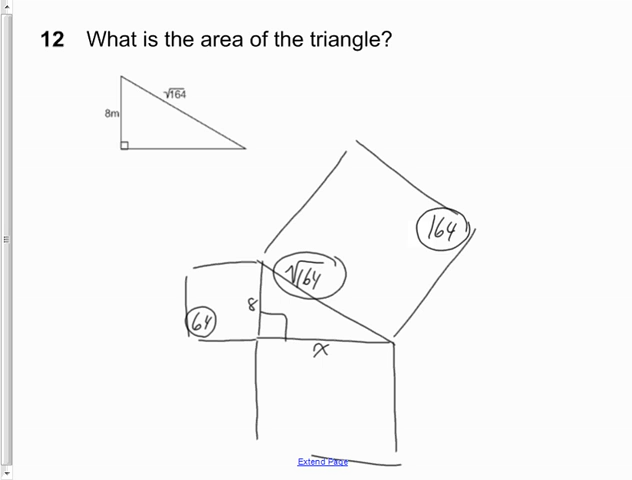 12 What is the area of the triangle?
√164
8m
164
√164
8
64
x
Extend Page